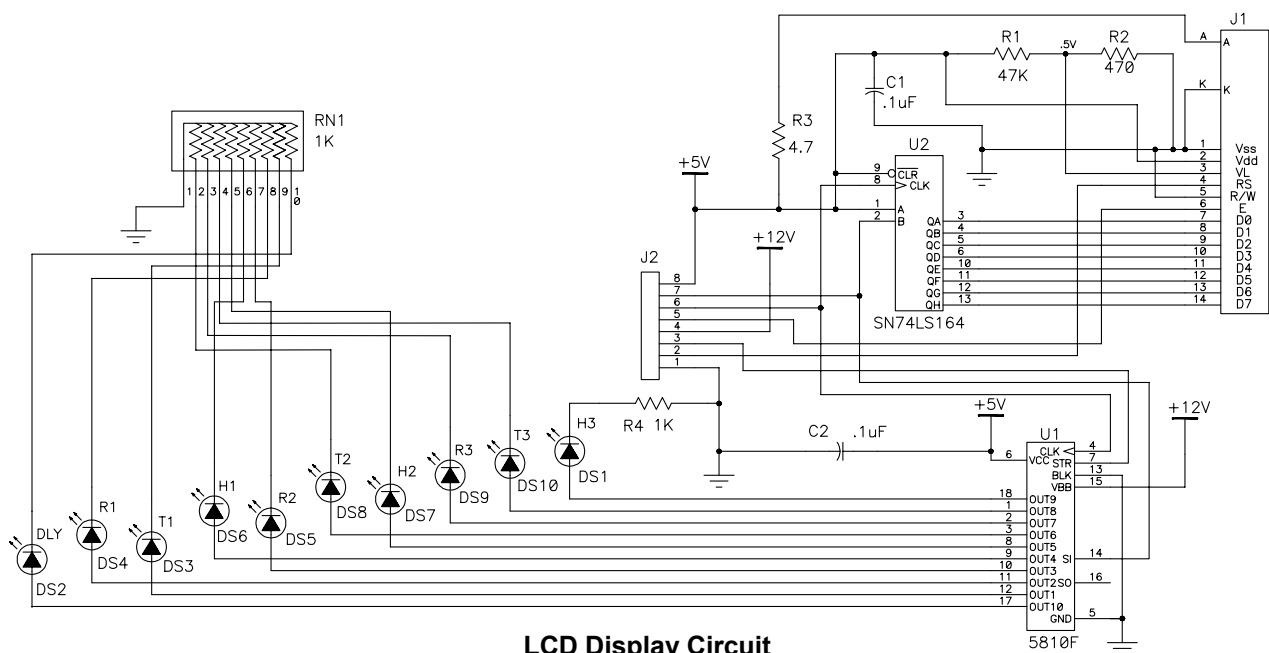 J1
A
A
R1
.5V
R2
47K
470
K
K
C1
.1uF
RN1
1K
R3
4.7
U2
+5V
9
CLR
8
CLK
1
A
2
B
QA
3
QB
4
QC
5
QD
6
QE
10
QF
11
QG
12
QH
13
SN74LS164
1
Vss
2
Vdd
3
VL
4
RS
5
R/W
6
E
7
D0
8
D1
9
D2
10
D3
11
D4
12
D5
13
D6
14
D7
1
2
3
4
5
6
7
8
9
10
+12V
J2
8
7
6
5
4
3
2
1
R4 1K
H3
DS1
T3
DS10
R3
DS9
H2
DS7
T2
DS8
R2
DS5
H1
DS6
T1
DS3
R1
DS4
DLY
DS2
C2
.1uF
+5V
+12V
U1
6
VCC
CLK
4
STR
7
BLK
13
VBB
15
18
OUT9
1
OUT8
2
OUT7
3
OUT6
8
OUT5
9
OUT4
SI
14
10
OUT3
11
OUT2
SO
16
12
OUT1
17
OUT10
GND
5
5810F
LCD Display Circuit